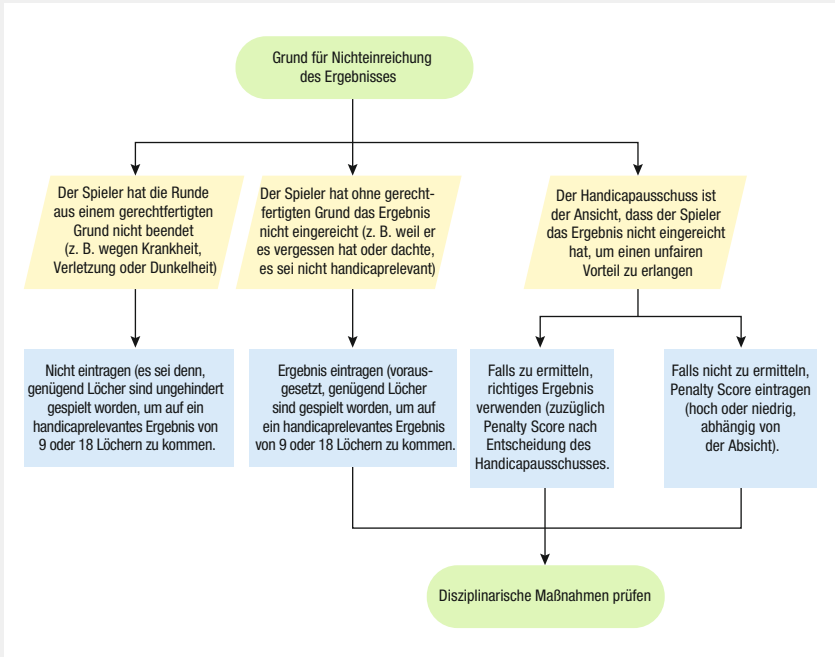 Grund für Nichteinreichung
des Ergebnisses
Der Spieler hat die Runde
aus einem gerechtfertigten
Grund nicht beendet
(z. B. wegen Krankheit,
Verletzung oder Dunkelheit)
Der Spieler hat ohne gerecht-
fertigten Grund das Ergebnis
nicht eingereicht (z. B. weil er
es vergessen hat oder dachte,
es sei nicht handicaprelevant)
Der Handicapausschuss ist
der Ansicht, dass der Spieler
das Ergebnis nicht eingereicht
hat, um einen unfairen
Vorteil zu erlangen
Nicht eintragen (es sei denn,
genügend Löcher sind ungehindert
gespielt worden, um auf ein
handicaprelevantes Ergebnis von
9 oder 18 Löchern zu kommen.
Ergebnis eintragen (voraus-
gesetzt, genügend Löcher
sind gespielt worden, um auf
ein handicaprelevantes Ergebnis
von 9 oder 18 Löchern zu kommen.
Falls zu ermitteln,
richtiges Ergebnis
verwenden (zuzüglich
Penalty Score nach
Entscheidung des
Handicapausschusses.
Falls nicht zu ermitteln,
Penalty Score eintragen
(hoch oder niedrig,
abhängig von
der Absicht).
Disziplinarische Maßnahmen prüfen